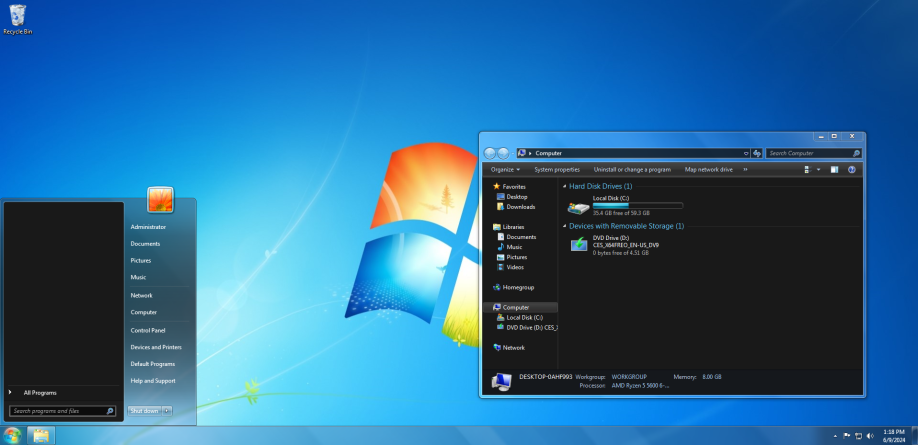 Recycle Bin
Administrator
Documents
Pictures
Music
Network
Computer
Control Panel
Devices and Printers
Default Programs
Help and Support
All Programs
Search programs and files
Shut down
Computer
Search Computer
Organize
System properties
Uninstall or change a program
Map network drive
»
Favorites
Desktop
Downloads
Libraries
Documents
Music
Pictures
Videos
Homegroup
Computer
Local Disk (C:)
DVD Drive (D:) CES_
Network
Hard Disk Drives (1)
Local Disk (C:)
35.4 GB free of 59.3 GB
Devices with Removable Storage (1)
DVD Drive (D:)
CES_X64FREO_EN-US_DV9
0 bytes free of 4.51 GB
DESKTOP-0AHF993 Workgroup: WORKGROUP Memory: 8.00 GB
Processor: AMD Ryzen 5 5600 6-...
1:18 PM
6/9/2024